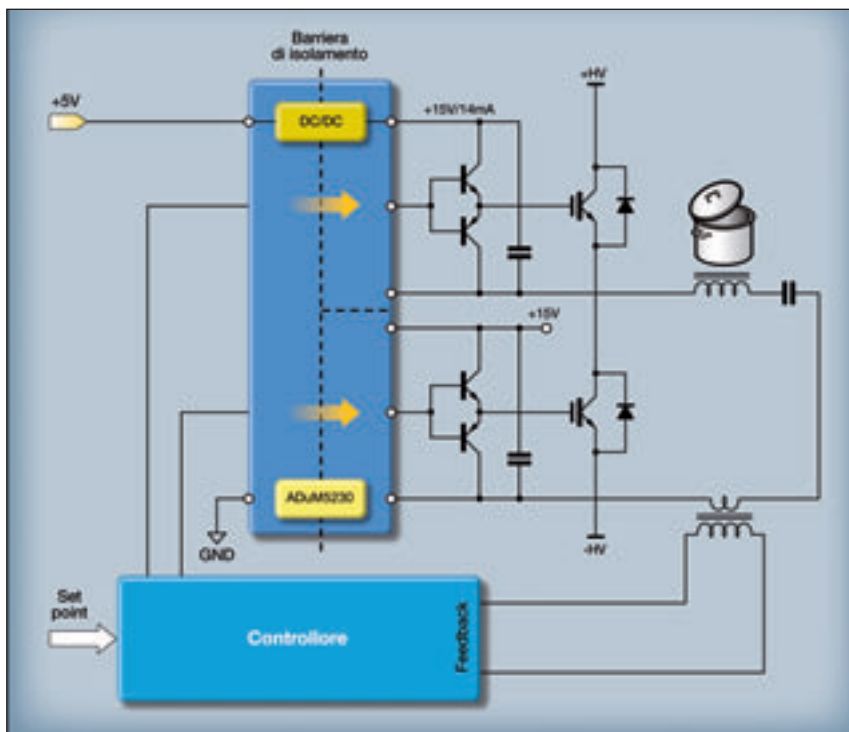 Barriera
di isolamento
+HV
+5V
DC/DC
+15V/14mA
+15V
ADuM5230
GND
-HV
Set
point
Controllore
Feedback